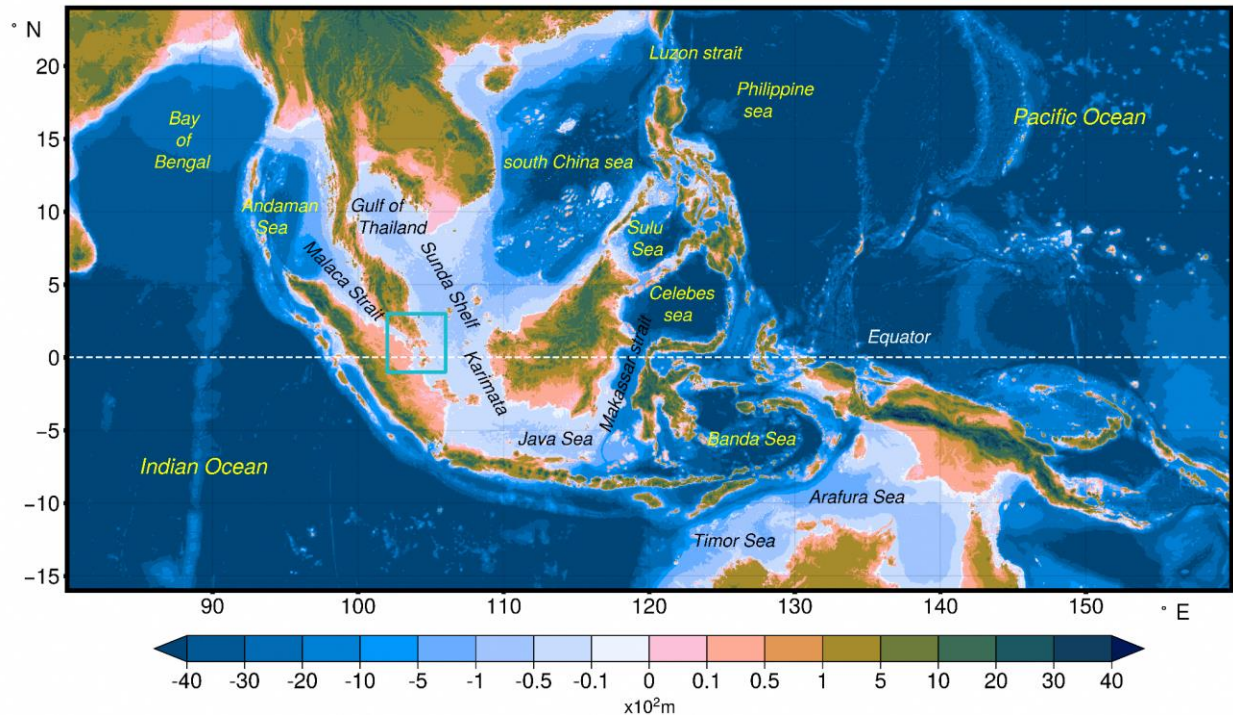 ° N
20
15
10
5
0
−5
−10
−15
Luzon strait
Philippine
sea
Pacific Ocean
Bay
of
Bengal
south China sea
Andaman
Sea
Gulf of
Thailand
Sulu
Sea
Malaca Strait
Sunda Shelf
Celebes
sea
Equator
Karimata
Makassar strait
Java Sea
Banda Sea
Indian Ocean
Arafura Sea
Timor Sea
90
100
110
120
130
140
150
° E
-40
-30
-20
-10
-5
-1
-0.5
-0.1
0
0.1
0.5
1
5
10
20
30
40
x10²m